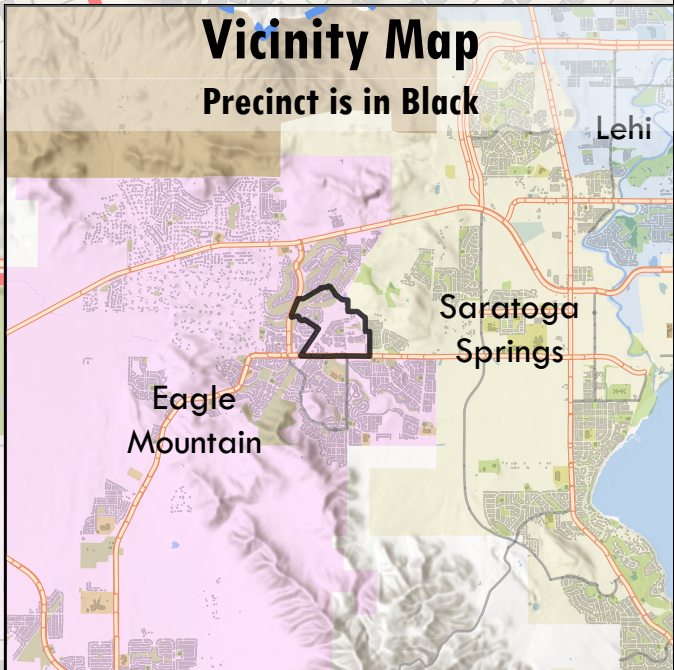 Vicinity Map
Precinct is in Black
Lehi
Saratoga
Springs
Eagle
Mountain